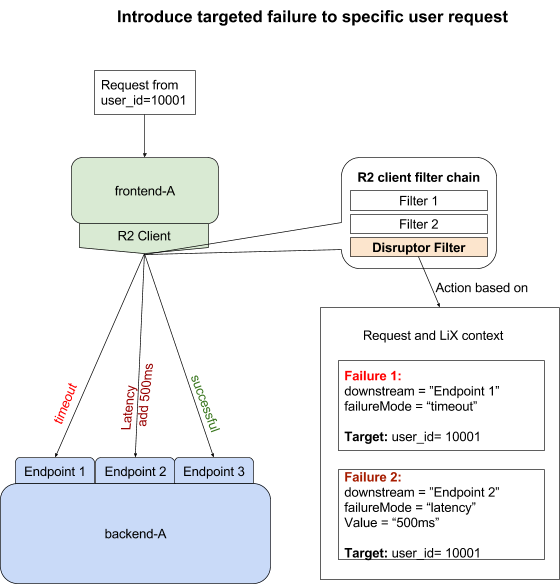 Introduce targeted failure to specific user request
Request from
user_id=10001
frontend-A
R2 Client
R2 client filter chain
Filter 1
Filter 2
Disruptor Filter
Action based on
Request and LiX context
Failure 1:
downstream = ”Endpoint 1”
failureMode = “timeout”
Target: user_id= 10001
Failure 2:
downstream = ”Endpoint 2”
failureMode = “latency”
Value = “500ms”
Target: user_id= 10001
timeout
Latency
add 500ms
successful
Endpoint 1
Endpoint 2
Endpoint 3
backend-A